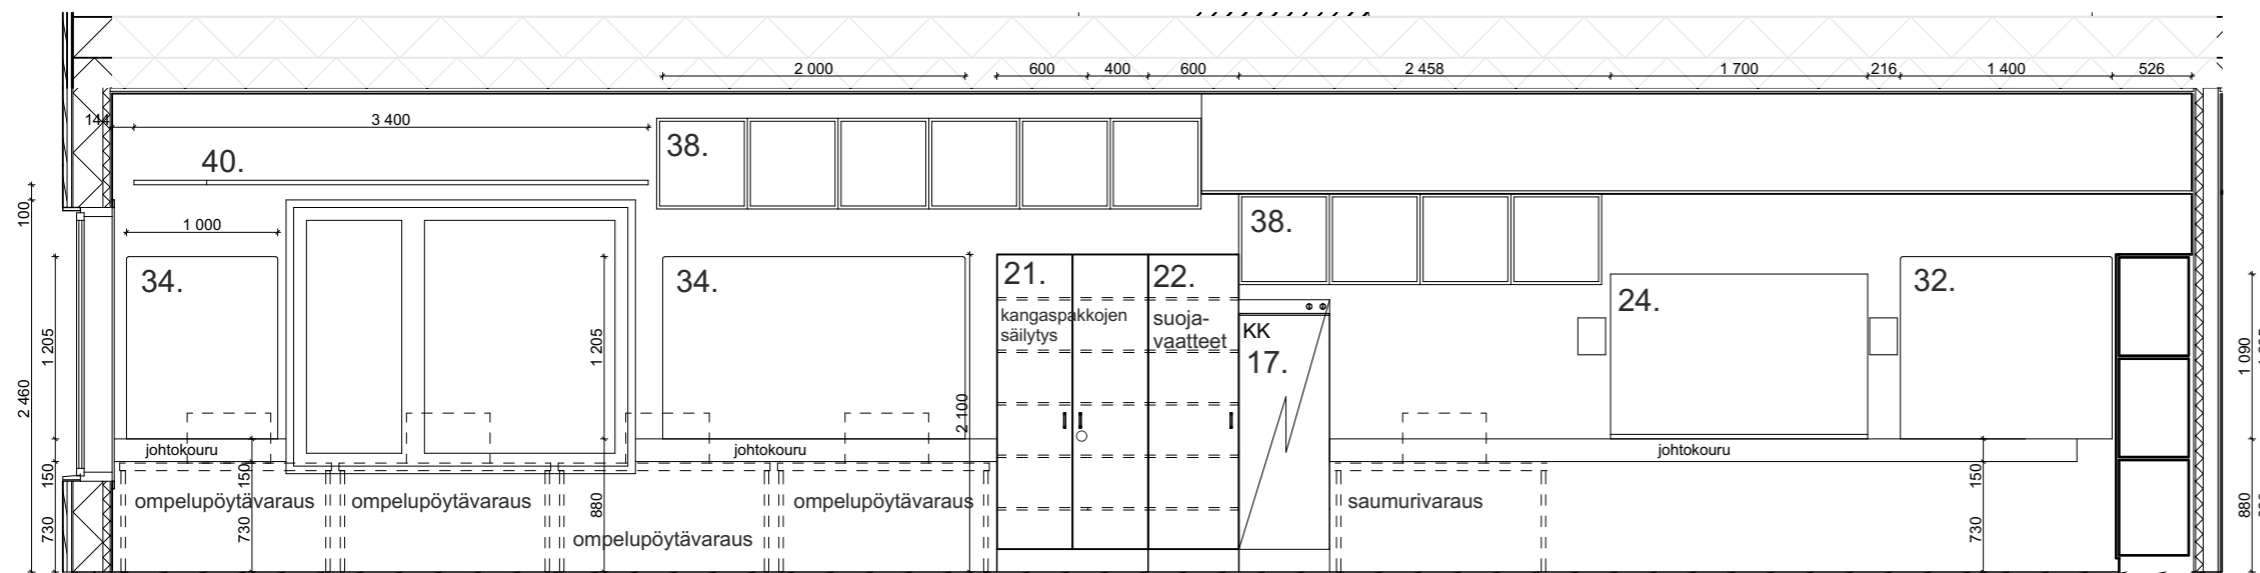 2 000
600
400
600
2 458
1 700
216
1 400
526
144
3 400
38.
40.
100
1 000
38.
34.
34.
21.
22.
24.
32.
kangaspakkojen
säilytys
suoja-
vaatteet
KK
17.
1 205
1 205
2 460
2 100
1 090
johtokouru
johtokouru
johtokouru
150
150
150
ompelupöytävaraus
ompelupöytävaraus
ompelupöytävaraus
saumurivaraus
ompelupöytävaraus
730
730
880
730
880